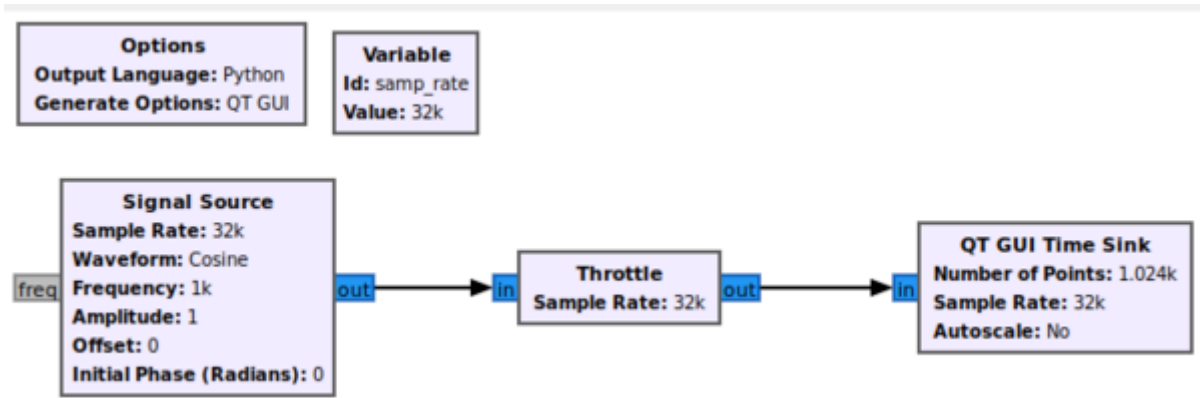 Options
Output Language: Python
Generate Options: QT GUI
Variable
Id: samp_rate
Value: 32k
Signal Source
Sample Rate: 32k
Waveform: Cosine
Frequency: 1k
Amplitude: 1
Offset: 0
Initial Phase (Radians): 0
freq
out
in
Throttle
Sample Rate: 32k
out
in
QT GUI Time Sink
Number of Points: 1.024k
Sample Rate: 32k
Autoscale: No